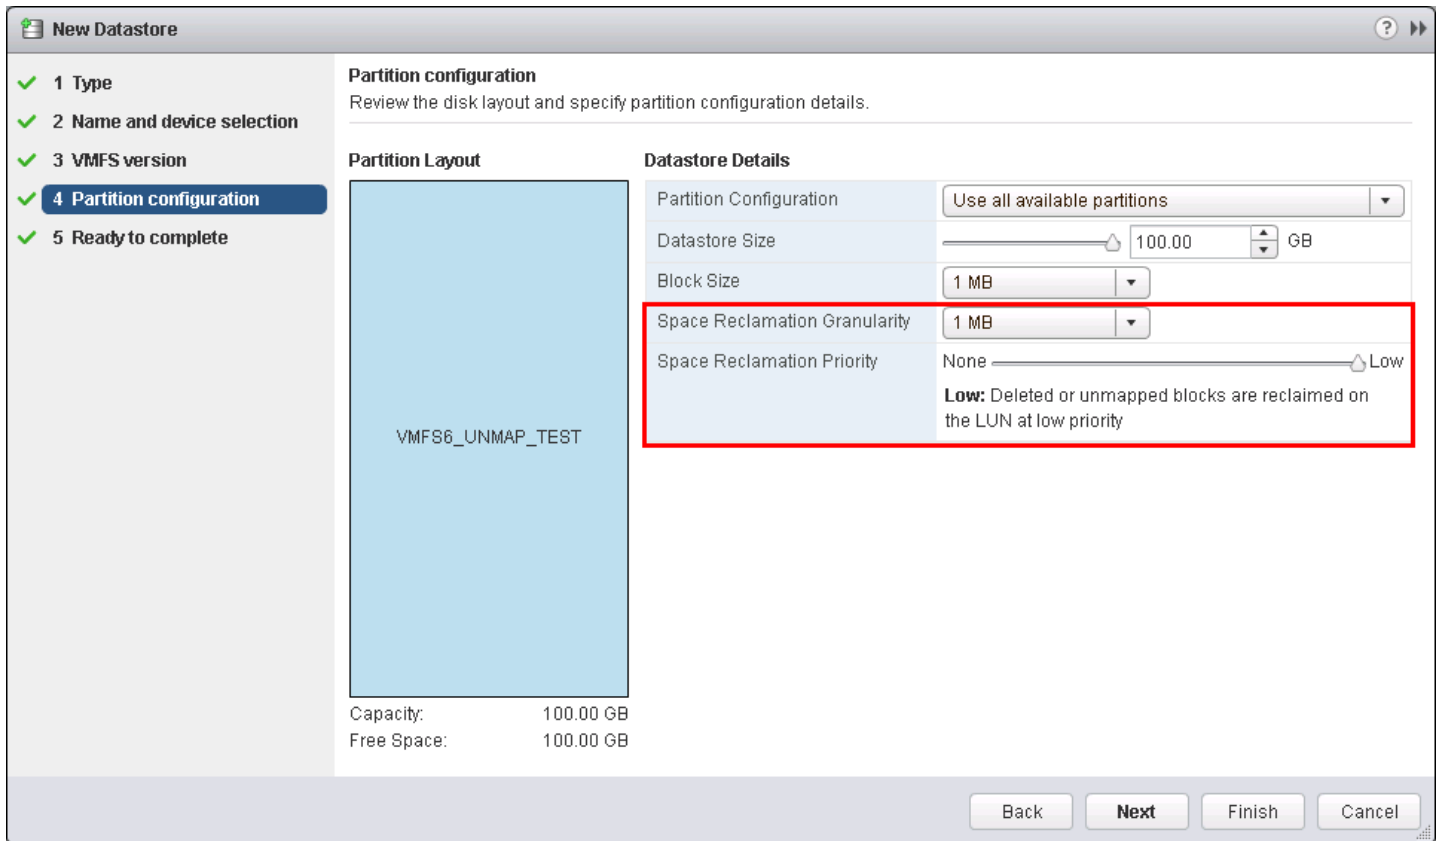 New Datastore
?
1 Type
2 Name and device selection
3 VMFS version
4 Partition configuration
5 Ready to complete
Partition configuration
Review the disk layout and specify partition configuration details.
Partition Layout
VMFS6_UNMAP_TEST
Capacity: 100.00 GB
Free Space: 100.00 GB
Datastore Details
Partition Configuration Use all available partitions
Datastore Size 100.00 GB
Block Size 1 MB
Space Reclamation Granularity 1 MB
Space Reclamation Priority None Low
Low: Deleted or unmapped blocks are reclaimed on
the LUN at low priority
Back Next Finish Cancel